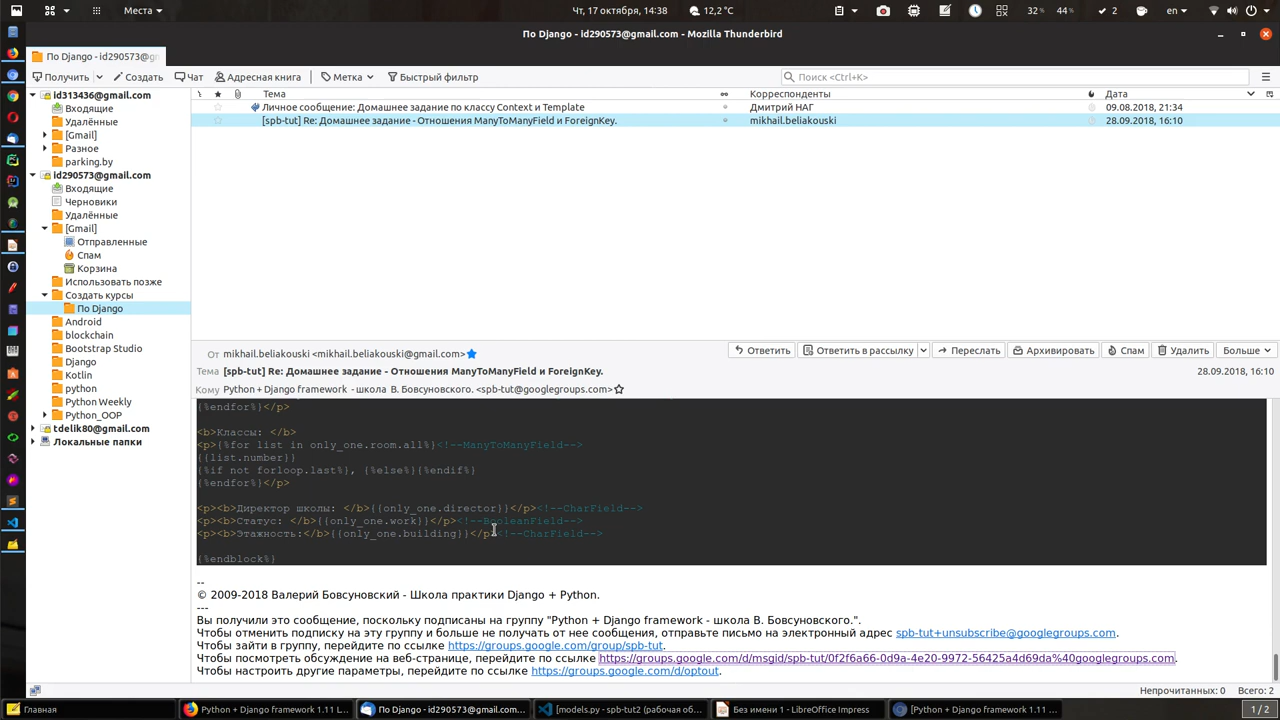 Места
Чт, 17 октября, 14:38
12,2°C
32 %
44%
2
en
По Django - id290573@gmail.com - Mozilla Thunderbird
По Django - id290573@gm
Получить
Создать
Чат
Адресная книга
Метка
Быстрый фильтр
Поиск <Ctrl+K>
id313436@gmail.com
Входящие
Удалённые
[Gmail]
Разное
parking.by
id290573@gmail.com
Входящие
Черновики
Удалённые
[Gmail]
Отправленные
Спам
Корзина
Использовать позже
Создать курсы
По Django
Android
blockchain
Bootstrap Studio
Django
Kotlin
python
Python Weekly
Python_OOP
tdelik80@gmail.com
Локальные папки
Тема
Корреспонденты
Дата
Личное сообщение: Домашнее задание по классу Context и Template
Дмитрий НАГ
09.08.2018, 21:34
[spb-tut] Re: Домашнее задание - Отношения ManyToManyField и ForeignKey.
mikhail.beliakouski
28.09.2018, 16:10
От mikhail.beliakouski <mikhail.beliakouski@gmail.com>
Ответить
Ответить в рассылку
Переслать
Архивировать
Спам
Удалить
Больше
Тема [spb-tut] Re: Домашнее задание - Отношения ManyToManyField и ForeignKey.
28.09.2018, 16:10
Кому Python + Django framework - школа В. Бовсуновского. <spb-tut@googlegroups.com>
{%endfor%}</p>
<b>Классы: </b>
<p>{%for list in only_one.room.all%}<!--ManyToManyField-->
{{list.number}}
{%if not forloop.last%}, {%else%}{%endif%}
{%endfor%}</p>
<p><b>Директор школы: </b>{{only_one.director}}</p><!--CharField-->
<p><b>Статус: </b>{{only_one.work}}</p><!--BooleanField-->
<p><b>Этажность:</b>{{only_one.building}}</p><!--CharField-->
{%endblock%}
--
© 2009-2018 Валерий Бовсуновский - Школа практики Django + Python.
---
Вы получили это сообщение, поскольку подписаны на группу "Python + Django framework - школа В. Бовсуновского.".
Чтобы отменить подписку на эту группу и больше не получать от нее сообщения, отправьте письмо на электронный адрес spb-tut+unsubscribe@googlegroups.com.
Чтобы зайти в группу, перейдите по ссылке https://groups.google.com/group/spb-tut.
Чтобы посмотреть обсуждение на веб-странице, перейдите по ссылке https://groups.google.com/d/msgid/spb-tut/0f2f6a66-0d9a-4e20-9972-56425a4d69da%40googlegroups.com.
Чтобы настроить другие параметры, перейдите по ссылке https://groups.google.com/d/optout.
Непрочитанных: 0
Всего: 2
Главная
Python + Django framework 1.11 L...
По Django - id290573@gmail.com...
[models.py - spb-tut2 (рабочая об...
Без имени 1 - LibreOffice Impress
[Python + Django framework 1.11 ...
1 / 2